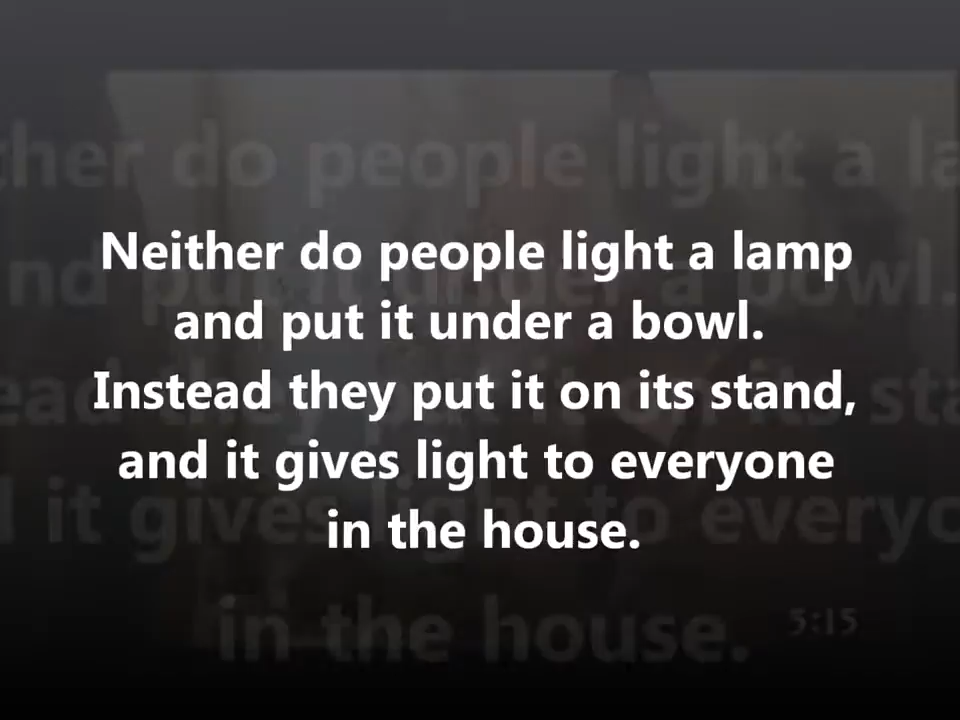 Neither do people light a lamp
and put it under a bowl.
Instead they put it on its stand,
and it gives light to everyone
in the house.
5:15